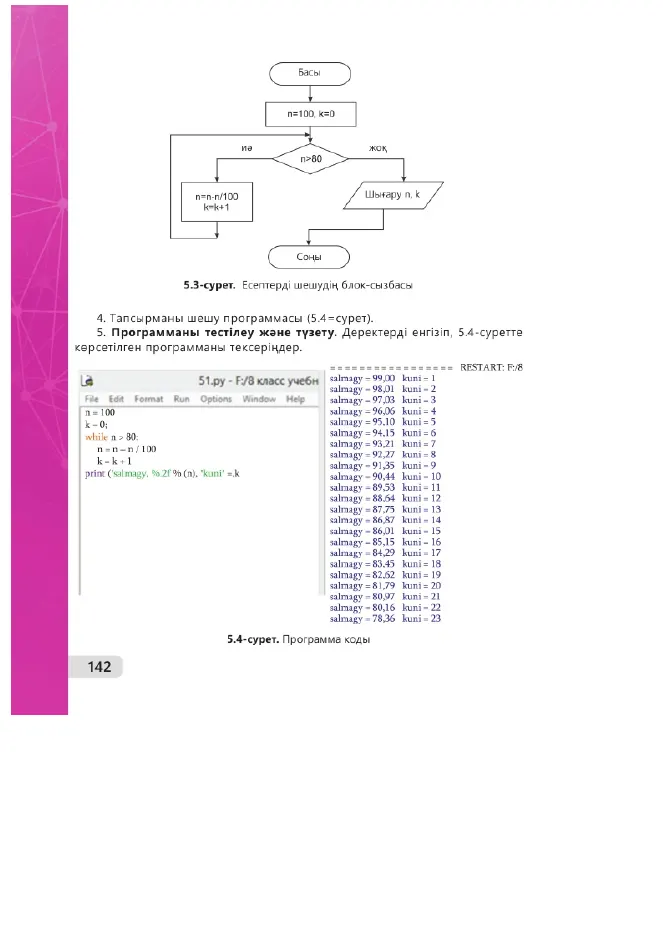 Басы
n=100, k=0
иә
жоқ
n>80
n=n-n/100
k=k+1
Шығару n, k
Соңы
5.3-сурет. Есептерді шешудің блок-сызбасы
4. Тапсырманы шешу программасы (5.4=сурет).
5. Программаны тестілеу және түзету. Деректерді енгізіп, 5.4-суретте
көрсетілген программаны тексеріңдер.
51.py - F:/8 класс учебн
File Edit Format Run Options Window Help
n = 100
k = 0;
while n > 80:
n = n – n / 100
k = k + 1
print ('salmagy, %.2f % (n), 'kuni' =.k
= = = = = = = = = = = = = = = = RESTART: F:/8
salmagy = 99,00 kuni = 1
salmagy = 98,01 kuni = 2
salmagy = 97,03 kuni = 3
salmagy = 96,06 kuni = 4
salmagy = 95,10 kuni = 5
salmagy = 94,15 kuni = 6
salmagy = 93,21 kuni = 7
salmagy = 92,27 kuni = 8
salmagy = 91,35 kuni = 9
salmagy = 90,44 kuni = 10
salmagy = 89,53 kuni = 11
salmagy = 88.64 kuni = 12
salmagy = 87,75 kuni = 13
salmagy = 86,87 kuni = 14
salmagy = 86,01 kuni = 15
salmagy = 85,15 kuni = 16
salmagy = 84,29 kuni = 17
salmagy = 83,45 kuni = 18
salmagy = 82,62 kuni = 19
salmagy = 81,79 kuni = 20
salmagy = 80,97 kuni = 21
salmagy = 80,16 kuni = 22
salmagy = 78,36 kuni = 23
5.4-сурет. Программа коды
142